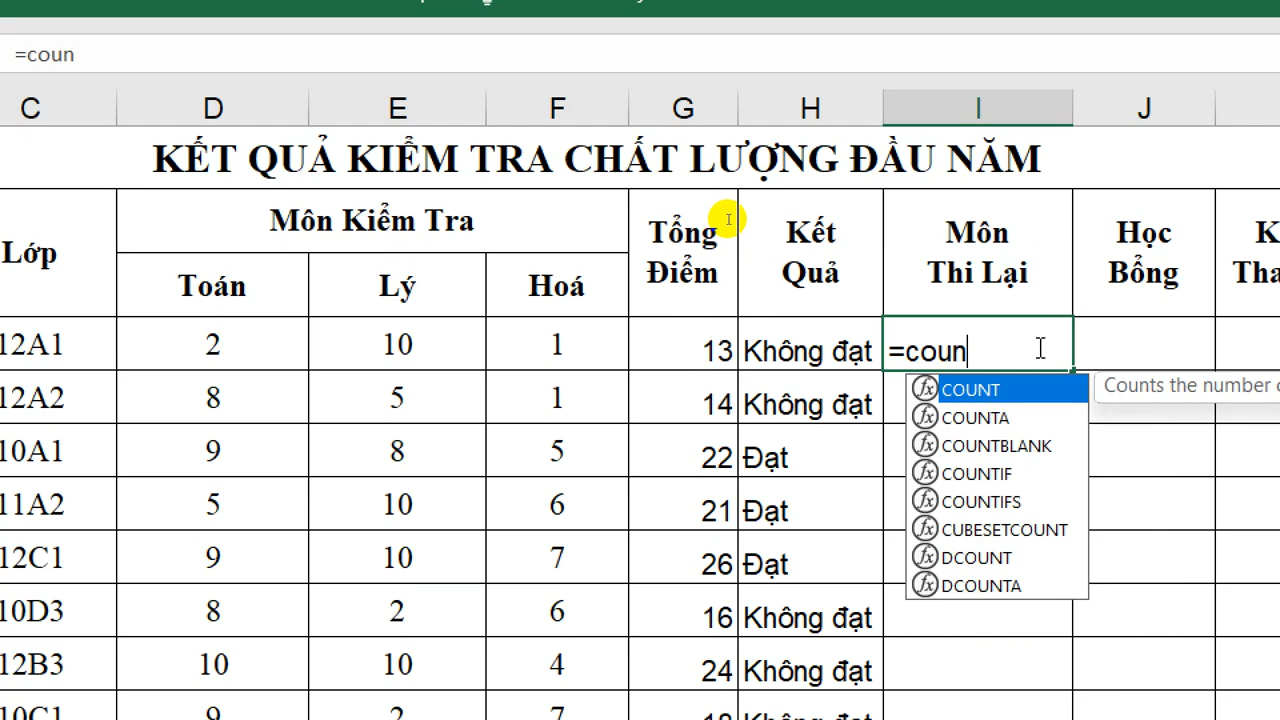 =coun
C D E F G H I J
KẾT QUẢ KIỂM TRA CHẤT LƯỢNG ĐẦU NĂM
Lớp
Môn Kiểm Tra
Toán Lý Hoá
Tổng
Điểm
Kết
Quả
Môn
Thi Lại
Học
Bổng
12A1 2 10 1 13 Không đạt =coun
12A2 8 5 1 14 Không đạt
10A1 9 8 5 22 Đạt
11A2 5 10 6 21 Đạt
12C1 9 10 7 26 Đạt
10D3 8 2 6 16 Không đạt
12B3 10 10 4 24 Không đạt
10C1 9 2 7 18
COUNT
COUNTA
COUNTBLANK
COUNTIF
COUNTIFS
CUBESETCOUNT
DCOUNT
DCOUNTA
Counts the number